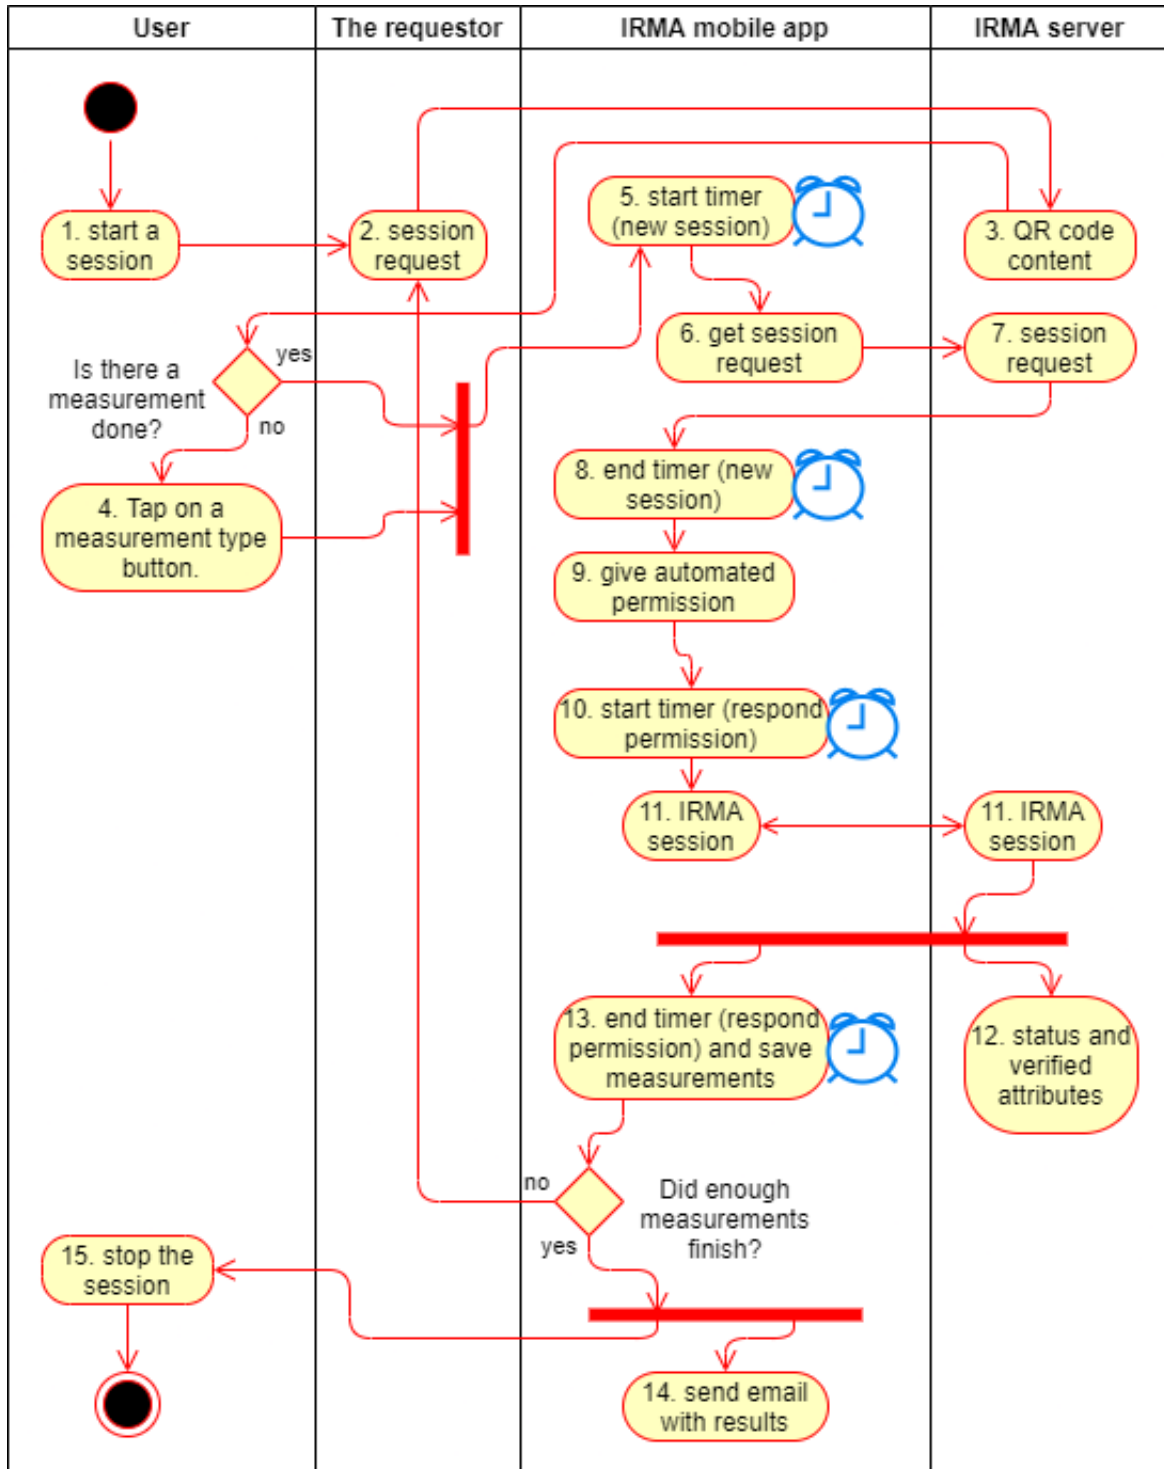 User
The requestor
IRMA mobile app
IRMA server
1. start a
session
2. session
request
5. start timer
(new session)
3. QR code
content
6. get session
request
7. session
request
Is there a
measurement
done?
yes
no
4. Tap on a
measurement type
button.
8. end timer (new
session)
9. give automated
permission
10. start timer (respond
permission)
11. IRMA
session
11. IRMA
session
13. end timer (respond
permission) and save
measurements
12. status and
verified
attributes
no
Did enough
measurements
finish?
yes
15. stop the
session
14. send email
with results